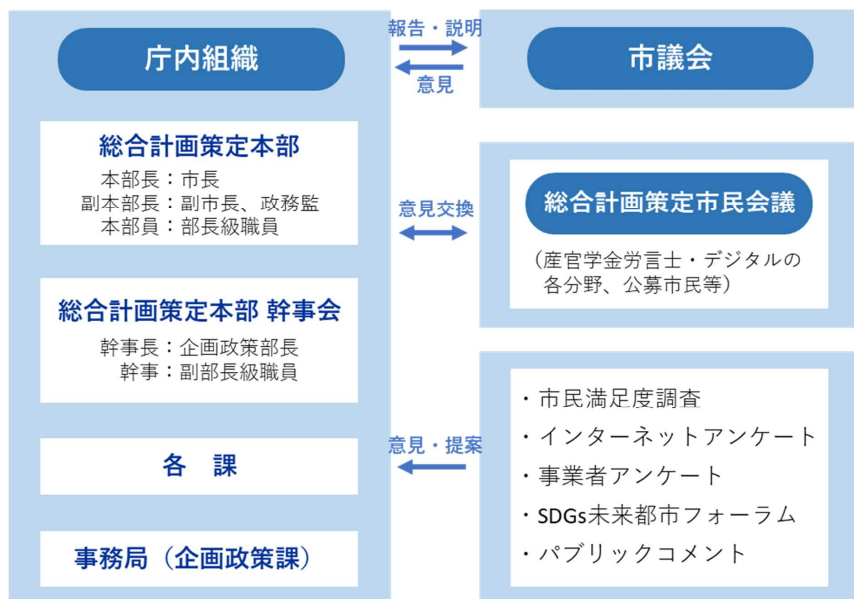 庁内組織
総合計画策定本部
本部長：市長
副本部長：副市長、政務監
本部員：部長級職員
総合計画策定本部 幹事会
幹事長：企画政策部長
幹事：副部長級職員
各　課
事務局（企画政策課）
報告・説明
意見
意見交換
意見・提案
市議会
総合計画策定市民会議
（産官学金労言士・デジタルの
各分野、公募市民等）
・市民満足度調査
・インターネットアンケート
・事業者アンケート
・SDGs未来都市フォーラム
・パブリックコメント